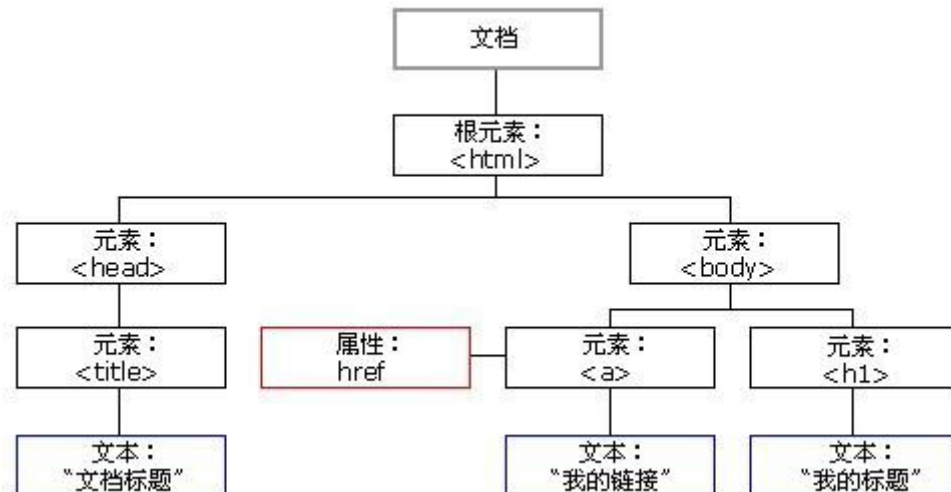 文档
根元素：
<html>
元素：
<head>
元素：
<body>
元素：
<title>
属性：
href
元素：
<a>
元素：
<h1>
文本：
“文档标题”
文本：
“我的链接”
文本：
“我的标题”